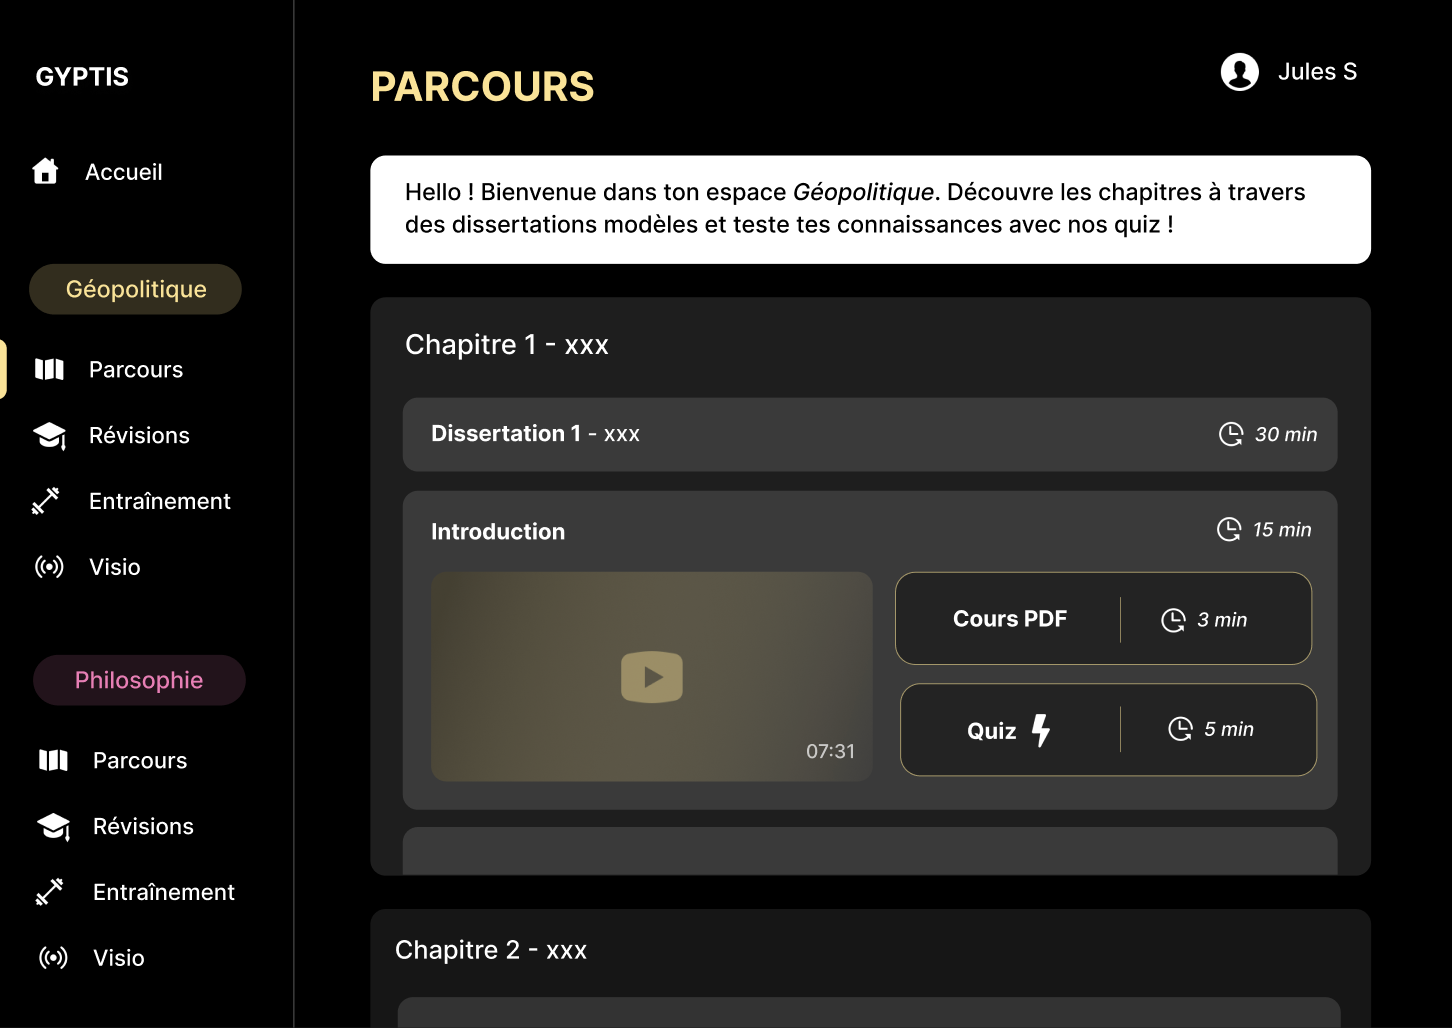 GYPTIS
Accueil
Géopolitique
Parcours
Révisions
Entraînement
Visio
Philosophie
Parcours
Révisions
Entraînement
Visio
PARCOURS
Jules S
Hello ! Bienvenue dans ton espace Géopolitique. Découvre les chapitres à travers
des dissertations modèles et teste tes connaissances avec nos quiz !
Chapitre 1 - xxx
Dissertation 1 - xxx
30 min
Introduction
15 min
07:31
Cours PDF
3 min
Quiz
5 min
Chapitre 2 - xxx